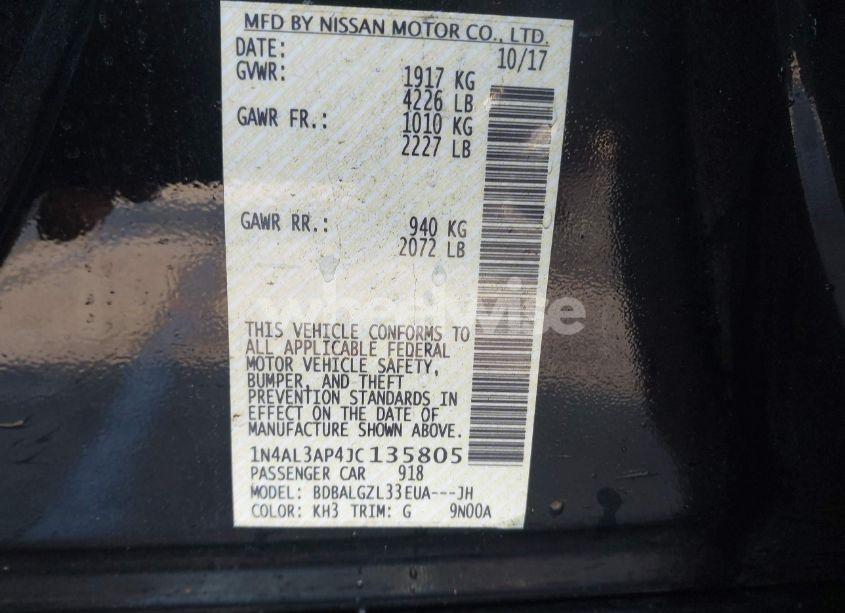 MFD BY NISSAN MOTOR CO., LTD.
DATE: 10/17
GVWR: 1917 KG
4226 LB
GAWR FR.: 1010 KG
2227 LB
GAWR RR.: 940 KG
2072 LB
wheelwise
THIS VEHICLE CONFORMS TO
ALL APPLICABLE FEDERAL
MOTOR VEHICLE SAFETY,
BUMPER, AND THEFT
PREVENTION STANDARDS IN
EFFECT ON THE DATE OF
MANUFACTURE SHOWN ABOVE.
1N4AL3AP4JC135805
PASSENGER CAR 918
MODEL: BDBALGZL33EUA---JH
COLOR: KH3 TRIM: G 9N00A